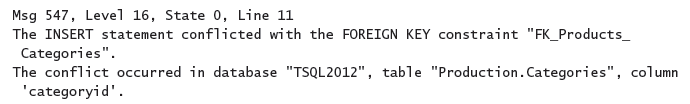 Msg 547, Level 16, State 0, Line 11
The INSERT statement conflicted with the FOREIGN KEY constraint "FK_Products_
Categories".
The conflict occurred in database "TSQL2012", table "Production.Categories", column
'categoryid'.